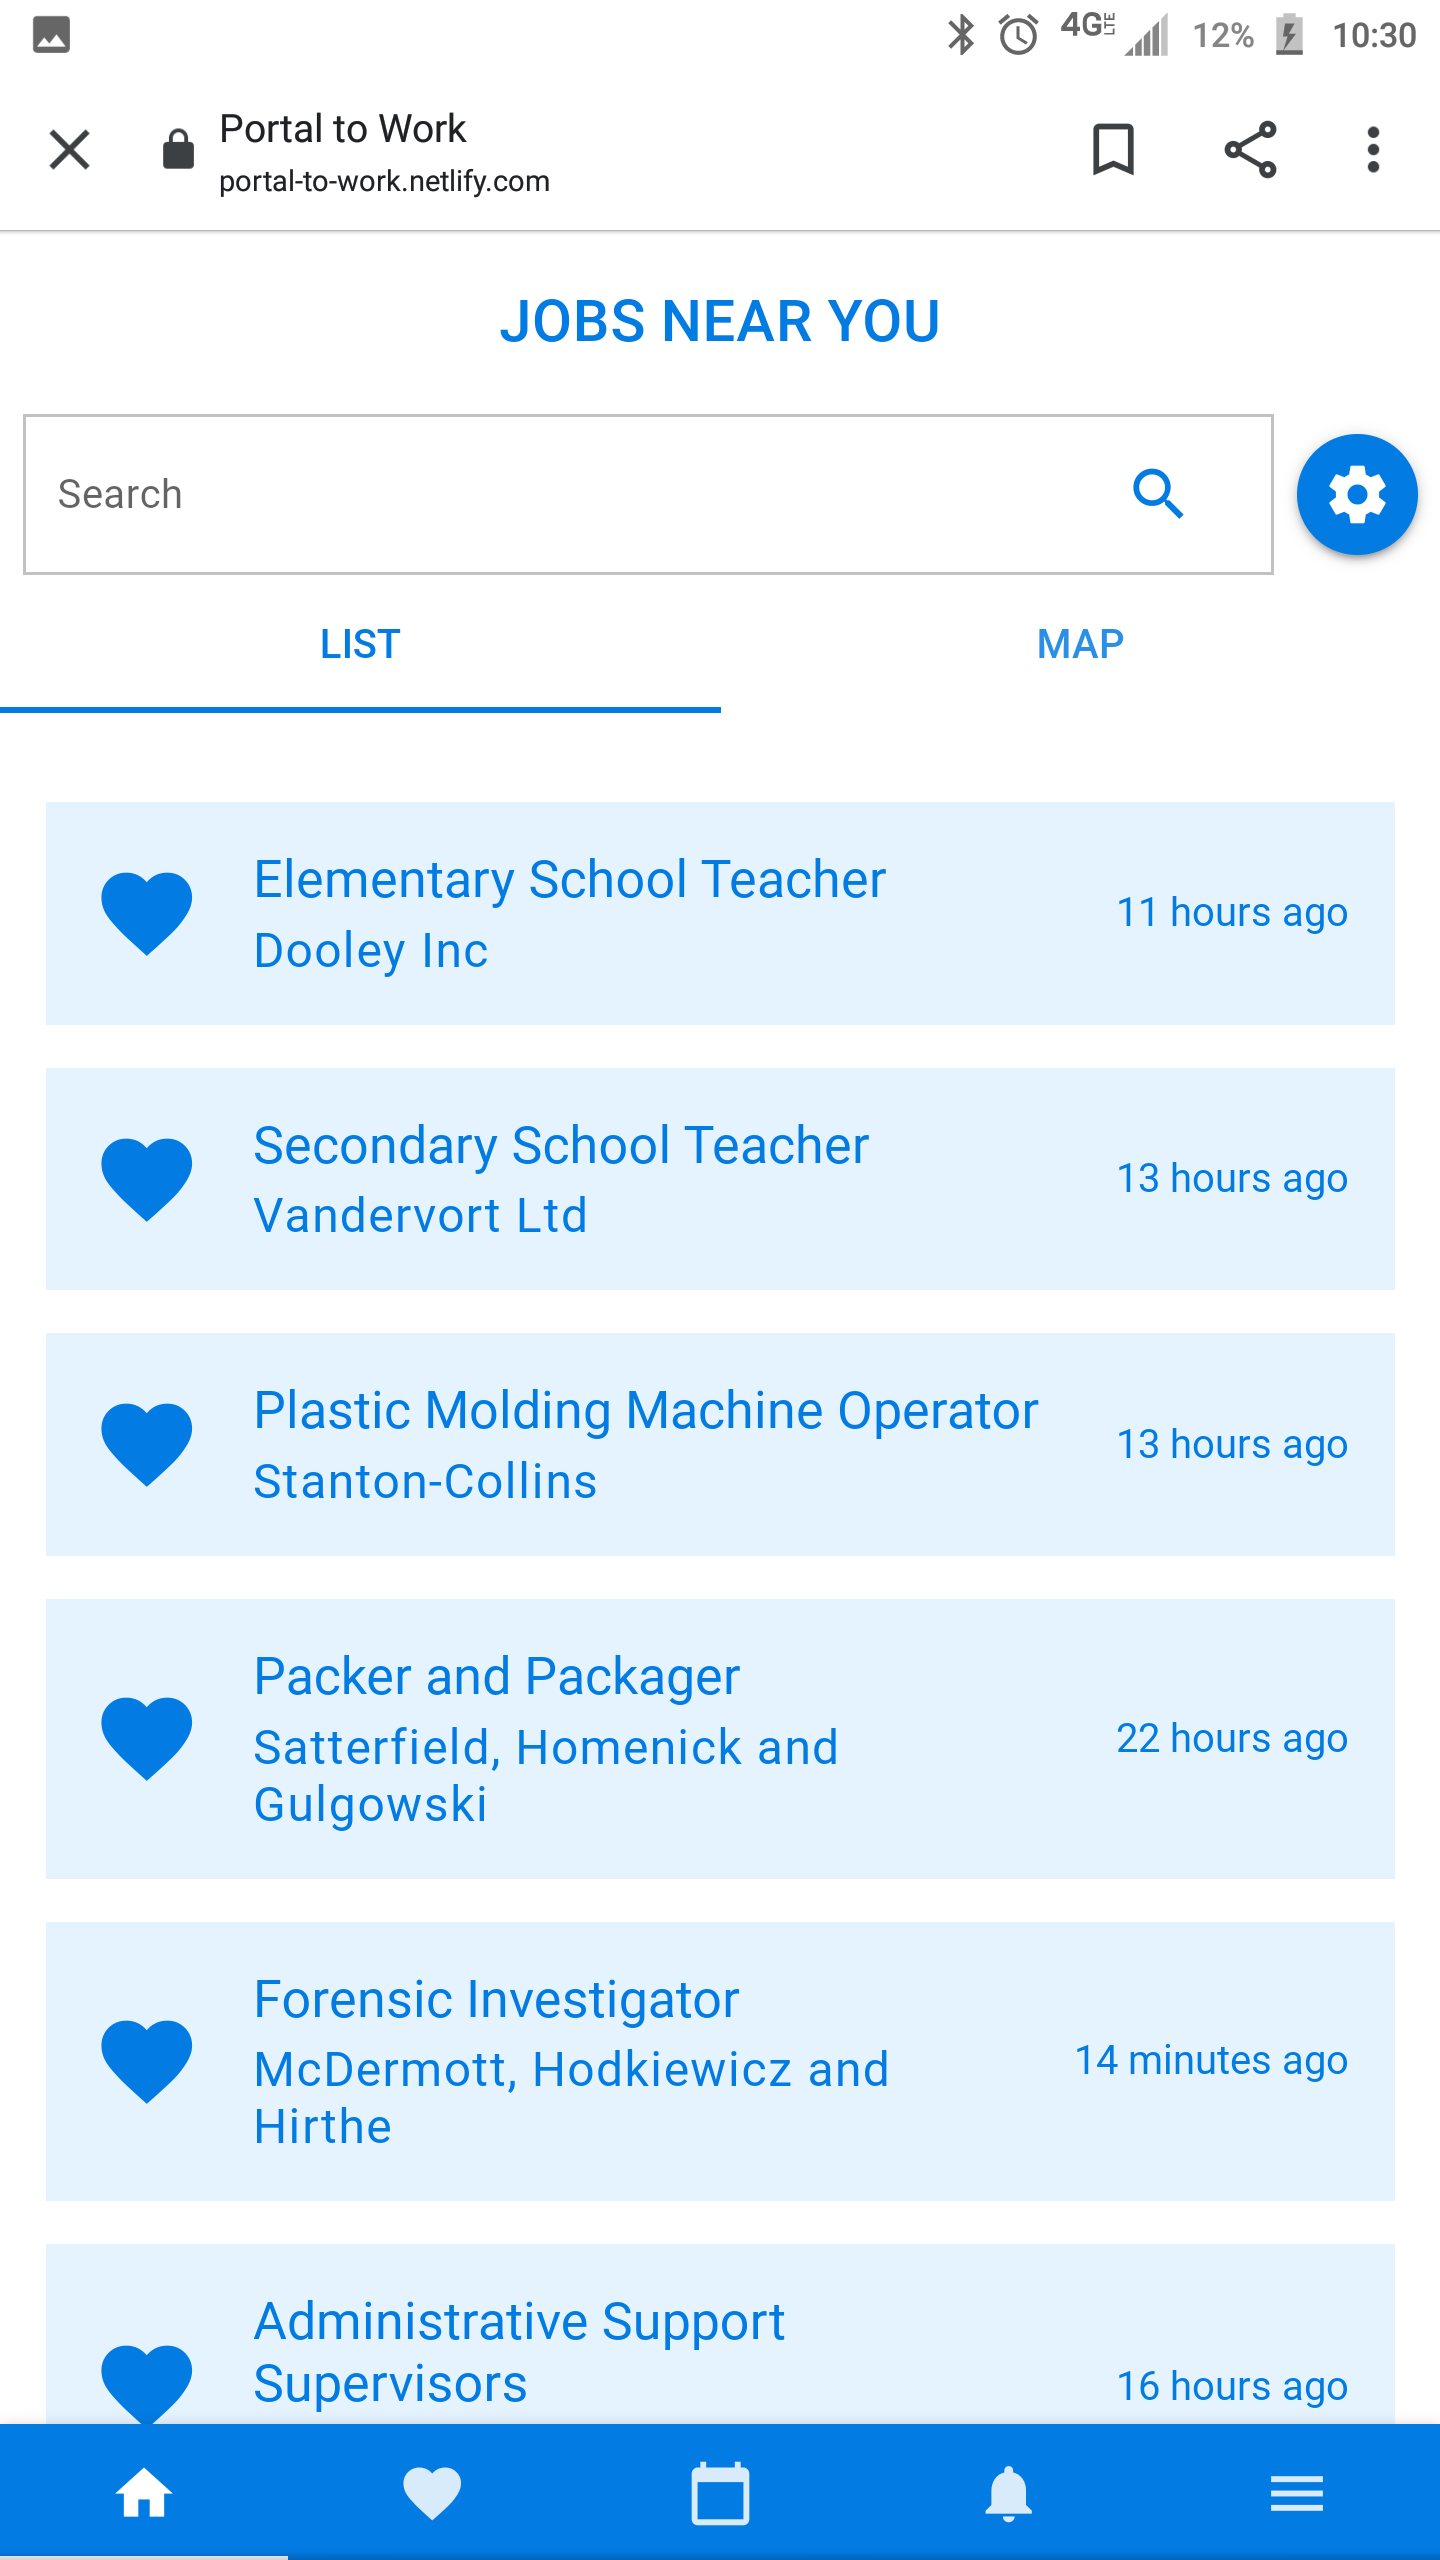 4G LTE 12% 10:30
Portal to Work
portal-to-work.netlify.com
JOBS NEAR YOU
Search
LIST MAP
Elementary School Teacher
Dooley Inc
11 hours ago
Secondary School Teacher
Vandervort Ltd
13 hours ago
Plastic Molding Machine Operator
Stanton-Collins
13 hours ago
Packer and Packager
Satterfield, Homenick and
Gulgowski
22 hours ago
Forensic Investigator
McDermott, Hodkiewicz and
Hirthe
14 minutes ago
Administrative Support
Supervisors
16 hours ago